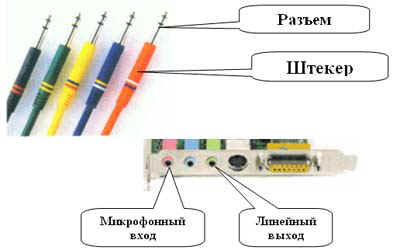 Разъем
Штекер
Микрофонный
вход
Линейный
выход